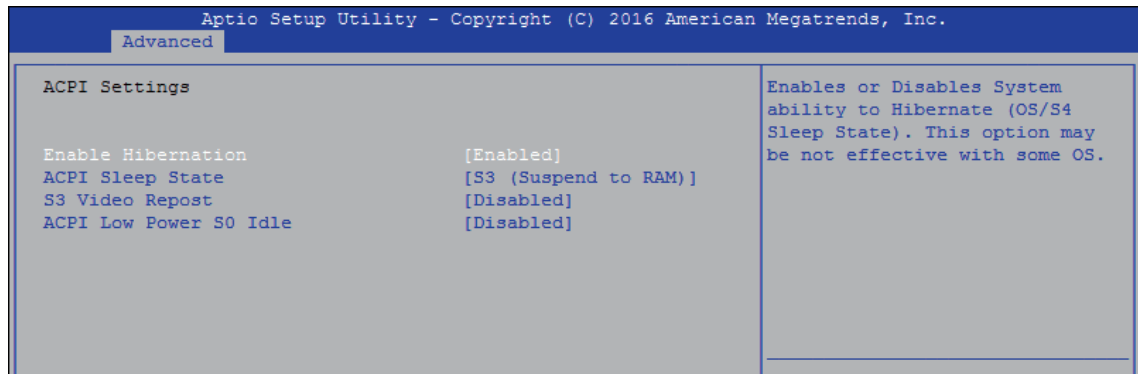 Aptio Setup Utility - Copyright (C) 2016 American Megatrends, Inc.
Advanced
ACPI Settings
Enable Hibernation [Enabled]
ACPI Sleep State [S3 (Suspend to RAM)]
S3 Video Repost [Disabled]
ACPI Low Power S0 Idle [Disabled]
Enables or Disables System
ability to Hibernate (OS/S4
Sleep State). This option may
be not effective with some OS.